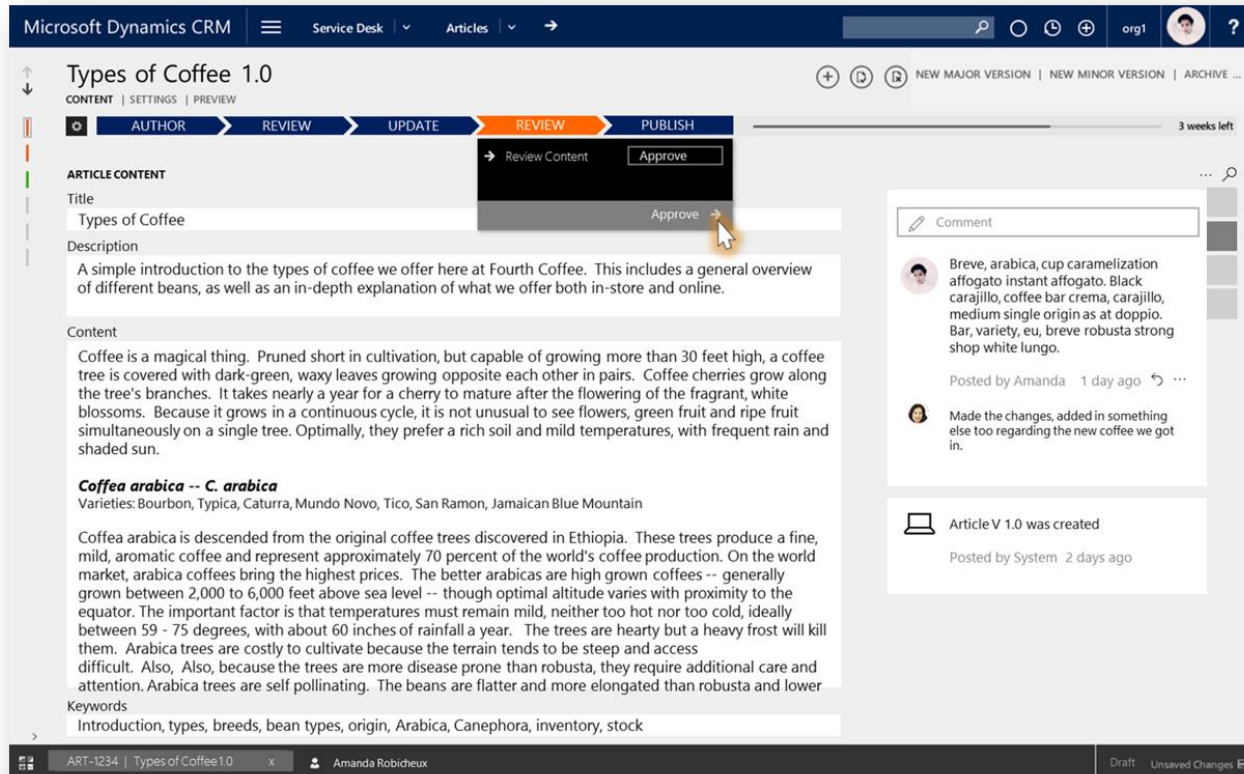 Microsoft Dynamics CRM Service Desk Articles org1 ?
Types of Coffee 1.0
NEW MAJOR VERSION | NEW MINOR VERSION | ARCHIVE ...
CONTENT | SETTINGS | PREVIEW
AUTHOR REVIEW UPDATE REVIEW PUBLISH
3 weeks left
Review Content Approve
Approve
ARTICLE CONTENT
Title
Types of Coffee
Description
A simple introduction to the types of coffee we offer here at Fourth Coffee. This includes a general overview
of different beans, as well as an in-depth explanation of what we offer both in-store and online.
Content
Coffee is a magical thing. Pruned short in cultivation, but capable of growing more than 30 feet high, a coffee
tree is covered with dark-green, waxy leaves growing opposite each other in pairs. Coffee cherries grow along
the tree's branches. It takes nearly a year for a cherry to mature after the flowering of the fragrant, white
blossoms. Because it grows in a continuous cycle, it is not unusual to see flowers, green fruit and ripe fruit
simultaneously on a single tree. Optimally, they prefer a rich soil and mild temperatures, with frequent rain and
shaded sun.
Coffea arabica -- C. arabica
Varieties: Bourbon, Typica, Caturra, Mundo Novo, Tico, San Ramon, Jamaican Blue Mountain
Coffea arabica is descended from the original coffee trees discovered in Ethiopia. These trees produce a fine,
mild, aromatic coffee and represent approximately 70 percent of the world's coffee production. On the world
market, arabica coffees bring the highest prices. The better arabicas are high grown coffees -- generally
grown between 2,000 to 6,000 feet above sea level -- though optimal altitude varies with proximity to the
equator. The important factor is that temperatures must remain mild, neither too hot nor too cold, ideally
between 59 - 75 degrees, with about 60 inches of rainfall a year. The trees are hearty but a heavy frost will kill
them. Arabica trees are costly to cultivate because the terrain tends to be steep and access
difficult. Also, Also, because the trees are more disease prone than robusta, they require additional care and
attention. Arabica trees are self pollinating. The beans are flatter and more elongated than robusta and lower
Keywords
Introduction, types, breeds, bean types, origin, Arabica, Canephora, inventory, stock
Comment
Breve, arabica, cup caramelization
affogato instant affogato. Black
carajillo, coffee bar crema, carajillo,
medium single origin as at doppio.
Bar, variety, eu, breve robusta strong
shop white lungo.
Posted by Amanda 1 day ago ...
Made the changes, added in something
else too regarding the new coffee we got
in.
Article V 1.0 was created
Posted by System 2 days ago
ART-1234 | Types of Coffee1.0 x Amanda Robicheux Draft Unsaved Changes